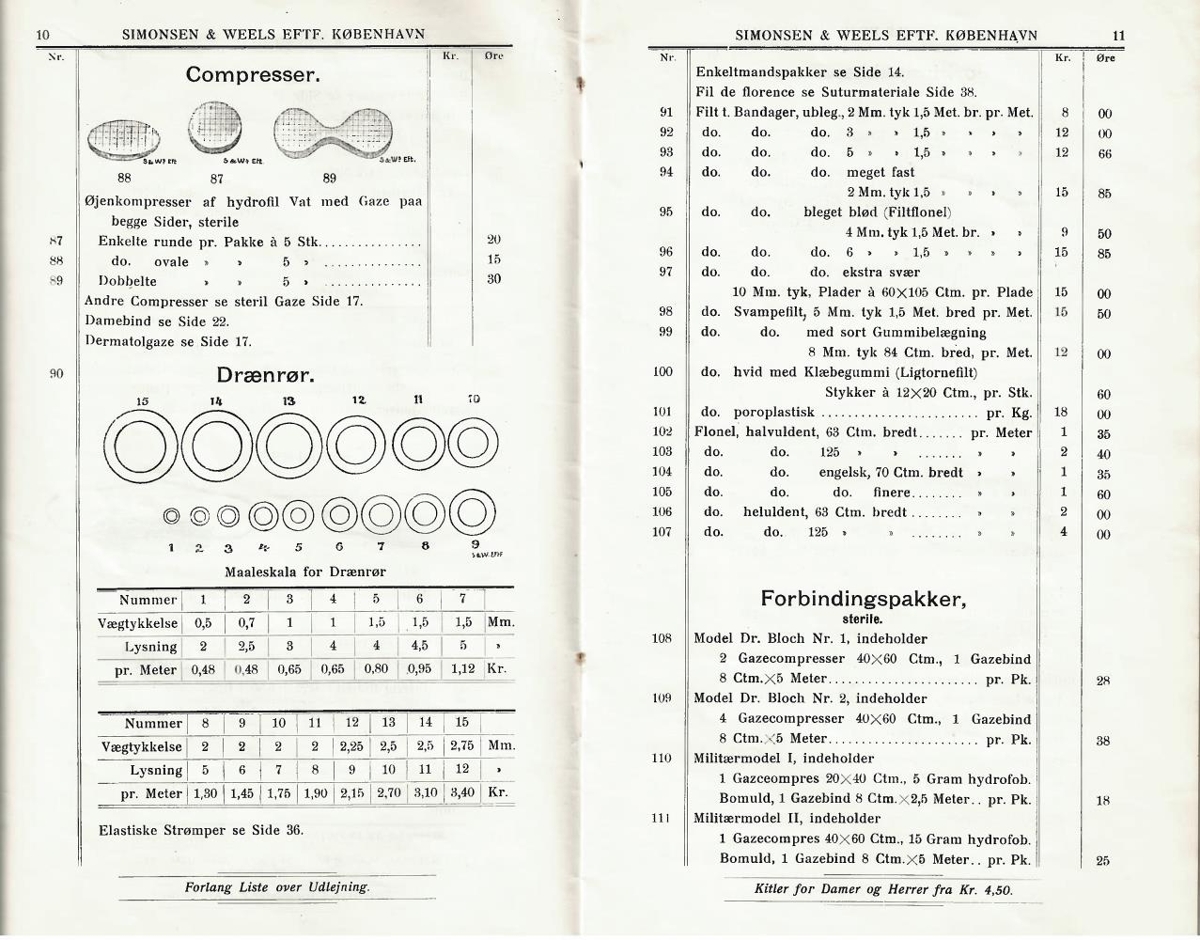 10 SIMONSEN & WEELS EFTF. KØBENHAVN
Nr. Kr. Øre
Compresser.
S&W⸰ Eft. S&W⸰ Eft. S&W⸰ Eft.
88 87 89
Øjenkompresser af hydrofil Vat med Gaze paa
begge Sider, sterile
87 Enkelte runde pr. Pakke à 5 Stk............... 20
88 do. ovale » » 5 » .............. 15
89 Dobbelte » » 5 » .............. 30
Andre Compresser se steril Gaze Side 17.
Damebind se Side 22.
Dermatolgaze se Side 17.
90 Drænrør.
15 14 13 12 11 10
1 2 3 4 5 6 7 8 9
S&W. Eftf
Maaleskala for Drænrør
Nummer 1 2 3 4 5 6 7
Vægtykkelse 0,5 0,7 1 1 1,5 1,5 1,5 Mm.
Lysning 2 2,5 3 4 4 4,5 5 »
pr. Meter 0,48 0,48 0,65 0,65 0,80 0,95 1,12 Kr.
Nummer 8 9 10 11 12 13 14 15
Vægtykkelse 2 2 2 2 2,25 2,5 2,5 2,75 Mm.
Lysning 5 6 7 8 9 10 11 12 »
pr. Meter 1,30 1,45 1,75 1,90 2,15 2,70 3,10 3,40 Kr.
Elastiske Strømper se Side 36.
Forlang Liste over Udlejning.
SIMONSEN & WEELS EFTF. KØBENHAVN 11
Nr. Kr. Øre
Enkeltmandspakker se Side 14.
Fil de florence se Suturmateriale Side 38.
91 Filt t. Bandager, ubleg., 2 Mm. tyk 1,5 Met. br. pr. Met. 8 00
92 do. do. do. 3 » » 1,5 » » » » 12 00
93 do. do. do. 5 » » 1,5 » » » » 12 66
94 do. do. do. meget fast
2 Mm. tyk 1,5 » » » » 15 85
95 do. do. bleget blød (Filtflonel)
4 Mm. tyk 1,5 Met. br. » » 9 50
96 do. do. do. 6 » » 1,5 » » » » 15 85
97 do. do. do. ekstra svær
10 Mm. tyk, Plader à 60×105 Ctm. pr. Plade 15 00
98 do. Svampefilt, 5 Mm. tyk 1,5 Met. bred pr. Met. 15 50
99 do. do. med sort Gummibelægning
8 Mm. tyk 84 Ctm. bred, pr. Met. 12 00
100 do. hvid med Klæbegummi (Ligtornefilt)
Stykker à 12×20 Ctm., pr. Stk. 60
101 do. poroplastisk ....................... pr. Kg. 18 00
102 Flonel, halvuldent, 63 Ctm. bredt....... pr. Meter 1 35
103 do. do. 125 » » ....... » » 2 40
104 do. do. engelsk, 70 Ctm. bredt » » 1 35
105 do. do. do. finere........ » » 1 60
106 do. heluldent, 63 Ctm. bredt........ » » 2 00
107 do. do. 125 » » ........ » » 4 00
Forbindingspakker,
sterile.
108 Model Dr. Bloch Nr. 1, indeholder
2 Gazecompresser 40×60 Ctm., 1 Gazebind
8 Ctm.×5 Meter...................... pr. Pk. 28
109 Model Dr. Bloch Nr. 2, indeholder
4 Gazecompresser 40×60 Ctm., 1 Gazebind
8 Ctm.×5 Meter...................... pr. Pk. 38
110 Militærmodel I, indeholder
1 Gazceompres 20×40 Ctm., 5 Gram hydrofob.
Bomuld, 1 Gazebind 8 Ctm.×2,5 Meter.. pr. Pk. 18
111 Militærmodel II, indeholder
1 Gazecompres 40×60 Ctm., 15 Gram hydrofob.
Bomuld, 1 Gazebind 8 Ctm.×5 Meter.. pr. Pk. 25
Kitler for Damer og Herrer fra Kr. 4,50.